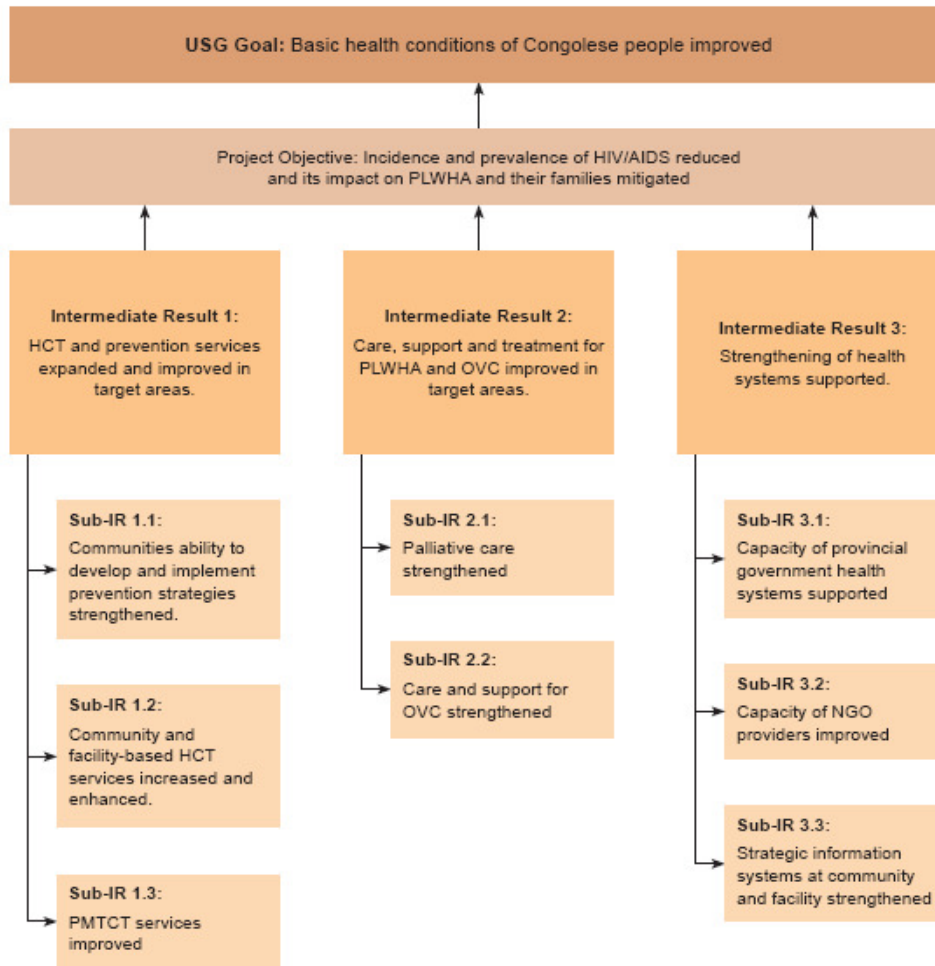 USG Goal: Basic health conditions of Congolese people improved
Project Objective: Incidence and prevalence of HIV/AIDS reduced
and its impact on PLWHA and their families mitigated
Intermediate Result 1:
HCT and prevention services
expanded and improved in
target areas.
Sub-IR 1.1:
Communities ability to
develop and implement
prevention strategies
strengthened.
Sub-IR 1.2:
Community and
facility-based HCT
services increased and
enhanced.
Sub-IR 1.3:
PMTCT services
improved
Intermediate Result 2:
Care, support and treatment for
PLWHA and OVC improved in
target areas.
Sub-IR 2.1:
Palliative care
strengthened
Sub-IR 2.2:
Care and support for
OVC strengthened
Intermediate Result 3:
Strengthening of health
systems supported.
Sub-IR 3.1:
Capacity of provincial
government health
systems supported
Sub-IR 3.2:
Capacity of NGO
providers improved
Sub-IR 3.3:
Strategic information
systems at community
and facility strengthened